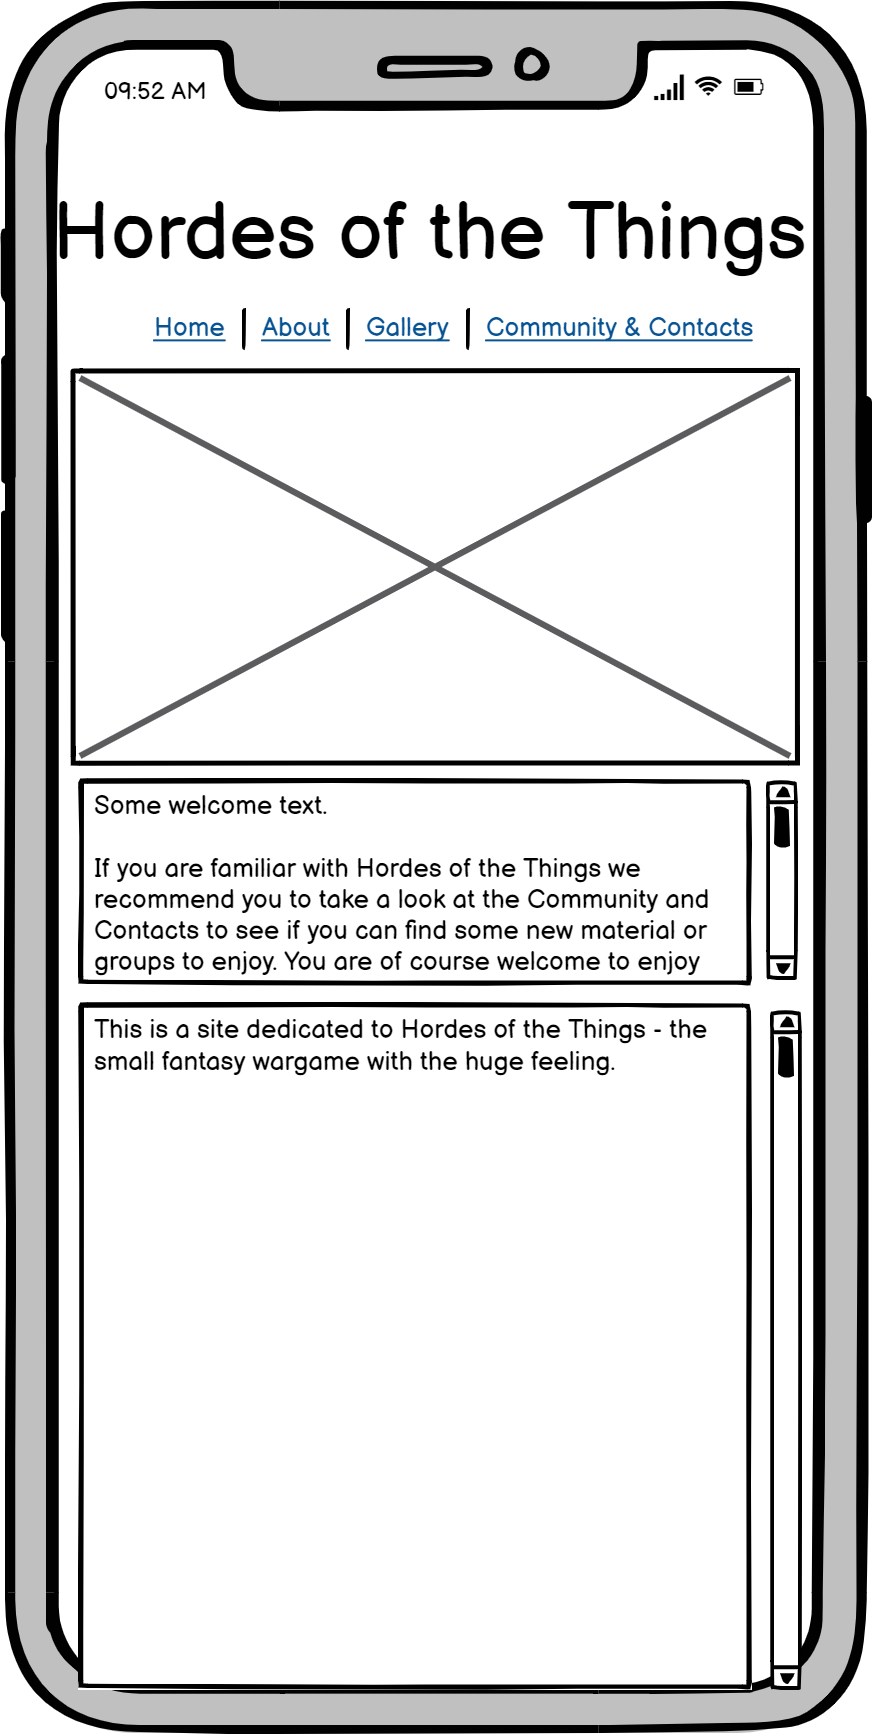 09:52 AM
Hordes of the Things
Home | About | Gallery | Community & Contacts
Some welcome text.
If you are familiar with Hordes of the Things we
recommend you to take a look at the Community and
Contacts to see if you can find some new material or
groups to enjoy. You are of course welcome to enjoy
This is a site dedicated to Hordes of the Things - the
small fantasy wargame with the huge feeling.